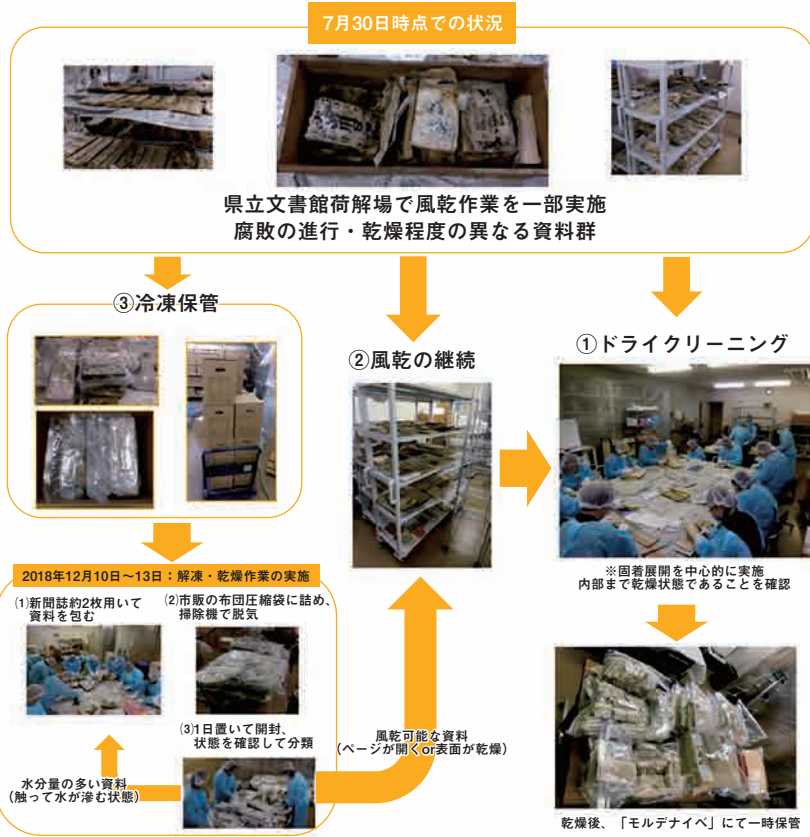 7月30日時点での状況
県立文書館荷解場で風乾作業を一部実施
腐敗の進行・乾燥程度の異なる資料群
③冷凍保管
②風乾の継続
①ドライクリーニング
※固着展開を中心的に実施
内部まで乾燥状態であることを確認
2018年12月10日〜13日：解凍・乾燥作業の実施
⑴新聞誌約2枚用いて
資料を包む
⑵市販の布団圧縮袋に詰め、
掃除機で脱気
⑶1日置いて開封、
状態を確認して分類
水分量の多い資料
（触って水が滲む状態）
風乾可能な資料
（ページが開くor表面が乾燥）
乾燥後、「モルデナイベ」にて一時保管